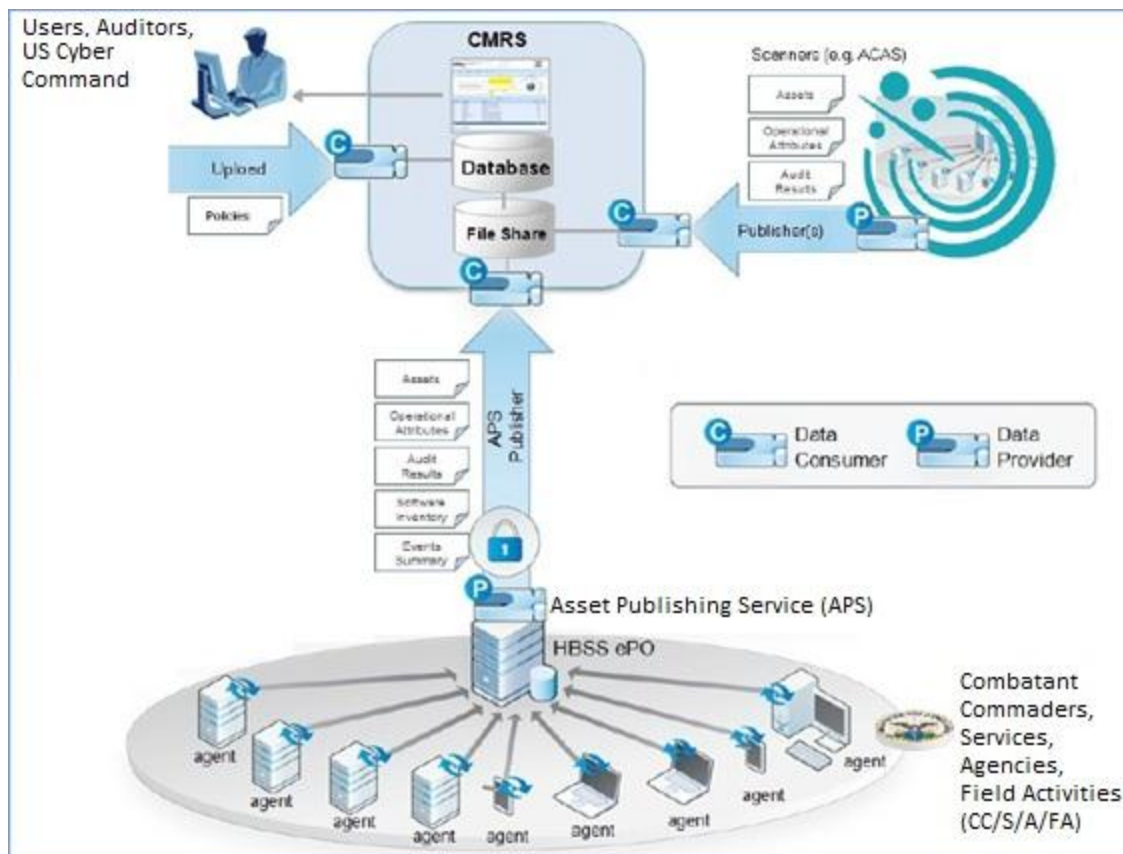 Users, Auditors,
US Cyber
Command
CMRS
Scanners (e.g. ACAS)
Assets
Operational
Attributes
Audit
Results
C
Upload
Policies
Database
File Share
C
Publisher(s)
P
C
Assets
Operational
Attributes
Audit
Results
Software
Inventory
Events
Summary
APS
Publisher
1
C
Data
Consumer
P
Data
Provider
P
Asset Publishing Service (APS)
HBSS ePO
agent
agent
agent
agent
agent
agent
agent
agent
agent
Combatant
Commaders,
Services,
Agencies,
Field Activities
(CC/S/A/FA)